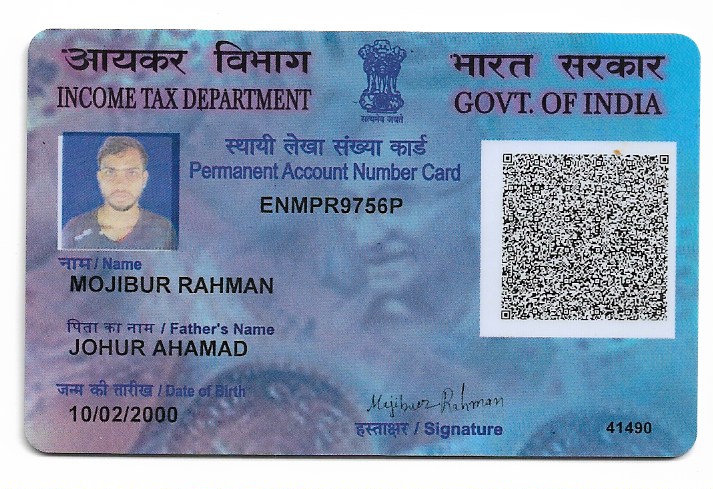 आयकर विभाग
INCOME TAX DEPARTMENT
सत्यमेव जयते
भारत सरकार
GOVT. OF INDIA
स्थायी लेखा संख्या कार्ड
Permanent Account Number Card
ENMPR9756P
नाम / Name
MOJIBUR RAHMAN
पिता का नाम / Father's Name
JOHUR AHAMAD
जन्म की तारीख / Date of Birth
10/02/2000
Mijibuer Rahman
हस्ताक्षर / Signature
41490